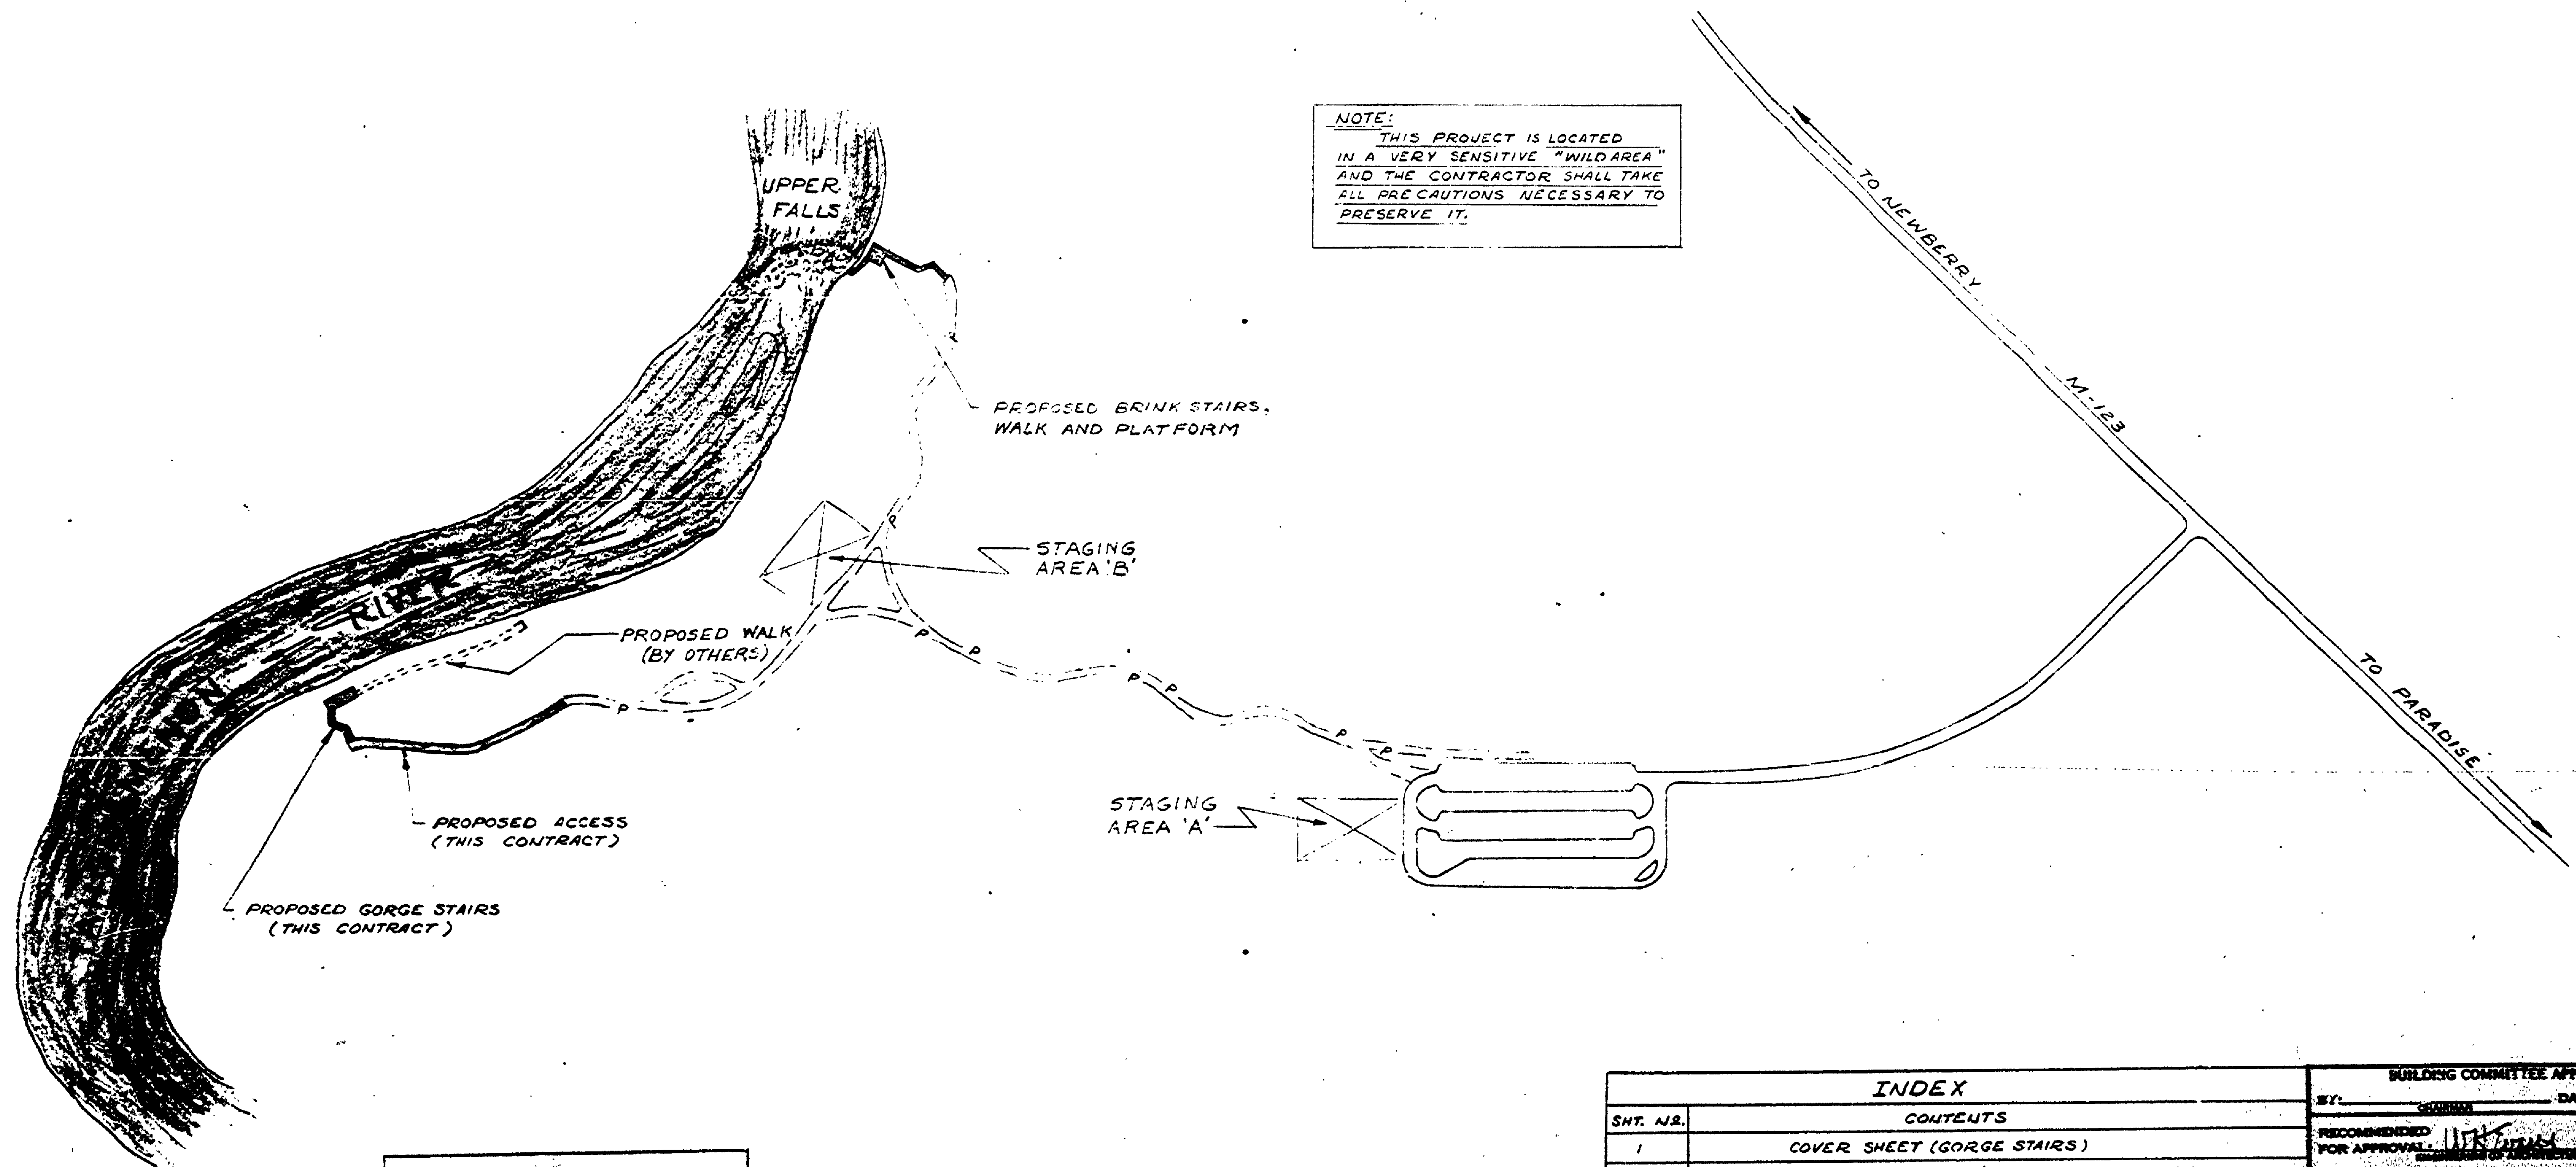 NOTE:
THIS PROJECT IS LOCATED
IN A VERY SENSITIVE "WILD AREA"
AND THE CONTRACTOR SHALL TAKE
ALL PRECAUTIONS NECESSARY TO
PRESERVE IT.
UPPER
FALLS
TO NEWBERRY
M-123
TO PARADISE
PROPOSED BRINK STAIRS,
WALK AND PLATFORM
P
P
STAGING
AREA 'B'
RIVER
PROPOSED WALK
(BY OTHERS)
P
P
P
P
P
P
P
STAGING
AREA 'A'
PROPOSED ACCESS
(THIS CONTRACT)
PROPOSED GORGE STAIRS
(THIS CONTRACT)
INDEX
SHT. NO.
CONTENTS
1
COVER SHEET (GORGE STAIRS)
BUILDING COMMITTEE APP
BY:
DA
CHAIRMAN
RECOMMENDED
FOR APPROVAL: